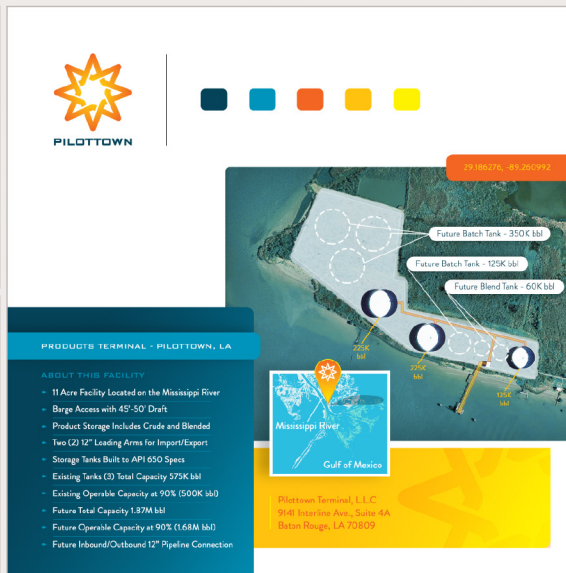 PILOTTOWN
29.186276, -89.260992
Future Batch Tank - 350K bbl
Future Batch Tank - 125K bbl
Future Blend Tank - 60K bbl
225K
bbl
225K
bbl
125K
bbl
PRODUCTS TERMINAL - PILOTTOWN, LA
ABOUT THIS FACILITY
11 Acre Facility Located on the Mississippi River
Barge Access with 45'-50' Draft
Product Storage Includes Crude and Blended
Two (2) 12" Loading Arms for Import/Export
Storage Tanks Built to API 650 Specs
Existing Tanks (3) Total Capacity 575K bbl
Existing Operable Capacity at 90% (500K bbl)
Future Total Capacity 1.87M bbl
Future Operable Capacity at 90% (1.68M bbl)
Future Inbound/Outbound 12" Pipeline Connection
Mississippi River
Gulf of Mexico
Pilottown Terminal, L.L.C
9141 Interline Ave., Suite 4A
Baton Rouge, LA 70809